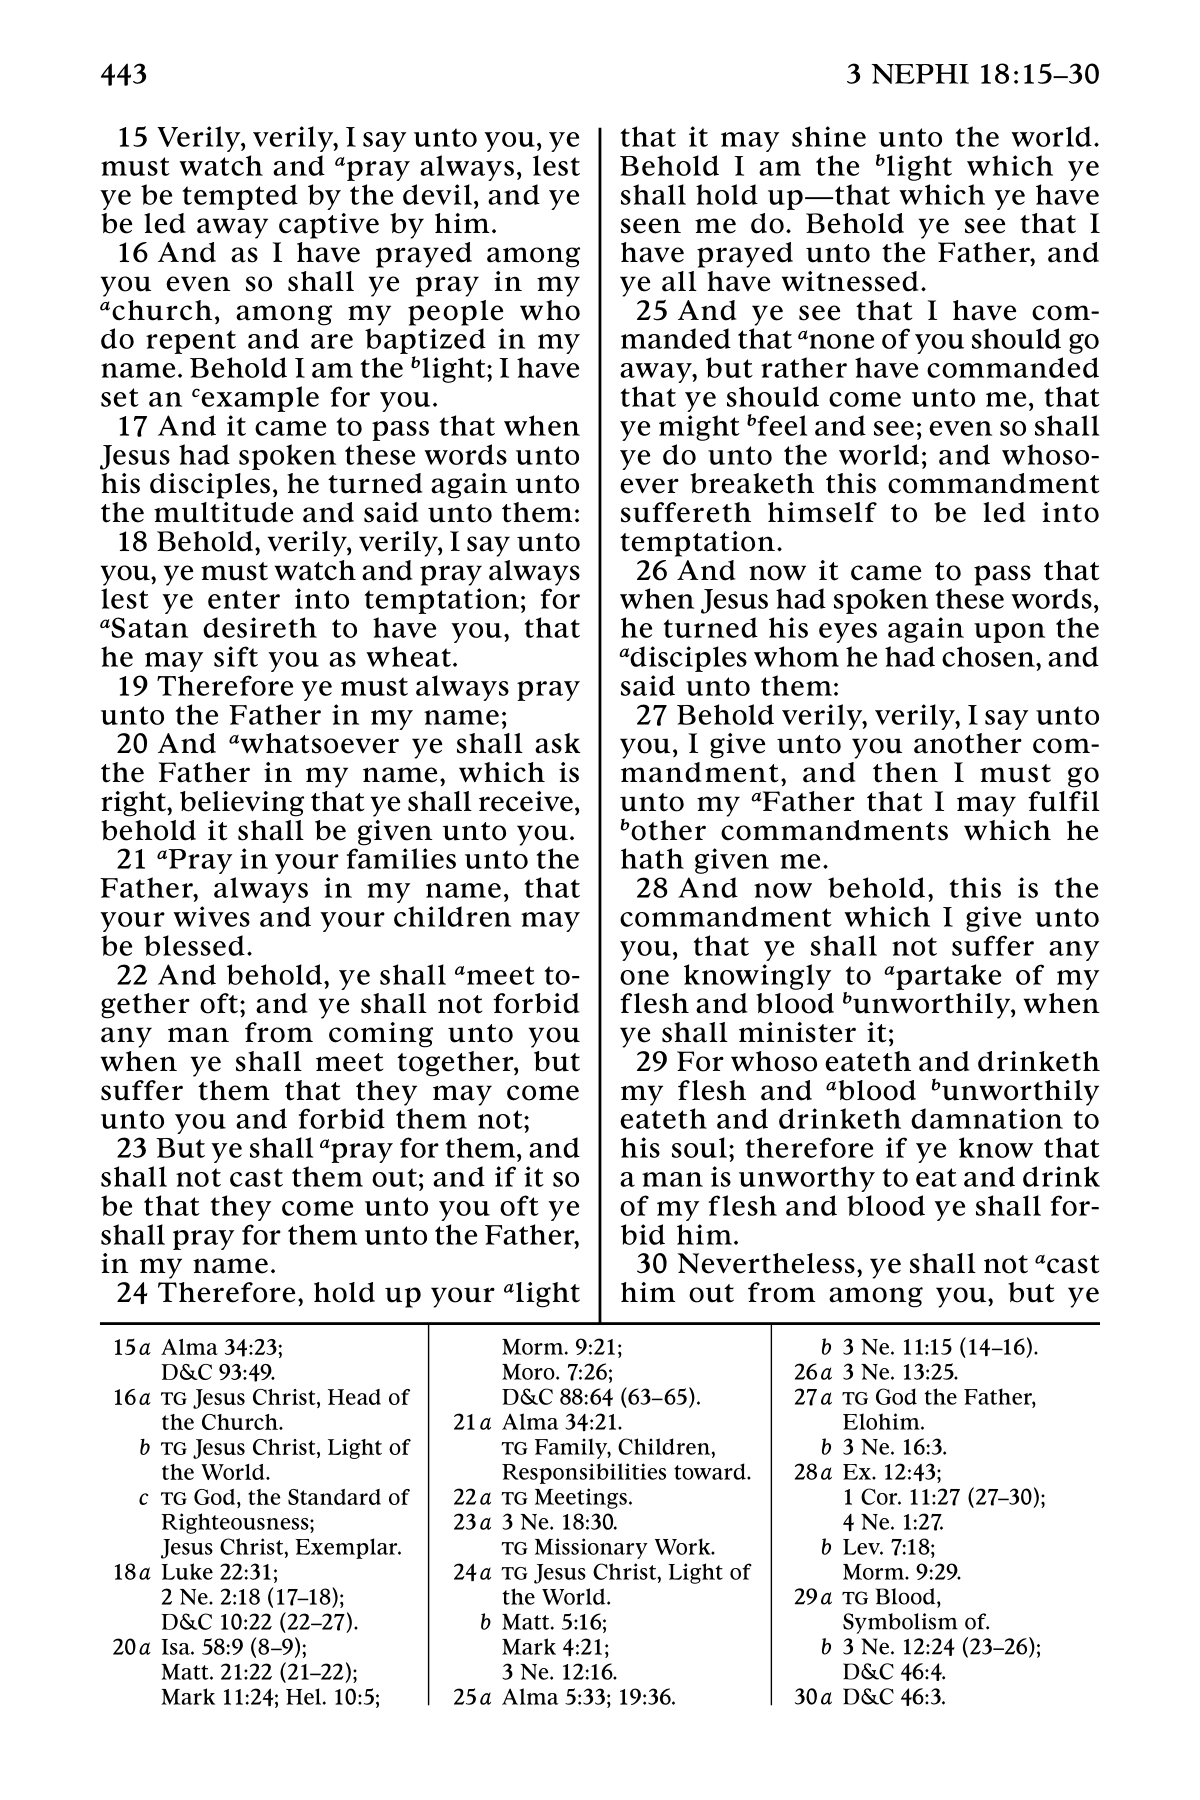 443
3 NEPHI 18:15–30
15 Verily, verily, I say unto you, ye
must watch and apray always, lest
ye be tempted by the devil, and ye
be led away captive by him.
16 And as I have prayed among
you even so shall ye pray in my
achurch, among my people who
do repent and are baptized in my
name. Behold I am the blight; I have
set an cexample for you.
17 And it came to pass that when
Jesus had spoken these words unto
his disciples, he turned again unto
the multitude and said unto them:
18 Behold, verily, verily, I say unto
you, ye must watch and pray always
lest ye enter into temptation; for
aSatan desireth to have you, that
he may sift you as wheat.
19 Therefore ye must always pray
unto the Father in my name;
20 And awhatsoever ye shall ask
the Father in my name, which is
right, believing that ye shall receive,
behold it shall be given unto you.
21 aPray in your families unto the
Father, always in my name, that
your wives and your children may
be blessed.
22 And behold, ye shall ameet to-
gether oft; and ye shall not forbid
any man from coming unto you
when ye shall meet together, but
suffer them that they may come
unto you and forbid them not;
23 But ye shall apray for them, and
shall not cast them out; and if it so
be that they come unto you oft ye
shall pray for them unto the Father,
in my name.
24 Therefore, hold up your alight
that it may shine unto the world.
Behold I am the blight which ye
shall hold up—that which ye have
seen me do. Behold ye see that I
have prayed unto the Father, and
ye all have witnessed.
25 And ye see that I have com-
manded that anone of you should go
away, but rather have commanded
that ye should come unto me, that
ye might bfeel and see; even so shall
ye do unto the world; and whoso-
ever breaketh this commandment
suffereth himself to be led into
temptation.
26 And now it came to pass that
when Jesus had spoken these words,
he turned his eyes again upon the
adisciples whom he had chosen, and
said unto them:
27 Behold verily, verily, I say unto
you, I give unto you another com-
mandment, and then I must go
unto my aFather that I may fulfil
bother commandments which he
hath given me.
28 And now behold, this is the
commandment which I give unto
you, that ye shall not suffer any
one knowingly to apartake of my
flesh and blood bunworthily, when
ye shall minister it;
29 For whoso eateth and drinketh
my flesh and ablood bunworthily
eateth and drinketh damnation to
his soul; therefore if ye know that
a man is unworthy to eat and drink
of my flesh and blood ye shall for-
bid him.
30 Nevertheless, ye shall not acast
him out from among you, but ye
15a Alma 34:23;
D&C 93:49.
16a TG Jesus Christ, Head of
the Church.
b TG Jesus Christ, Light of
the World.
c TG God, the Standard of
Righteousness;
Jesus Christ, Exemplar.
18a Luke 22:31;
2 Ne. 2:18 (17–18);
D&C 10:22 (22–27).
20a Isa. 58:9 (8–9);
Matt. 21:22 (21–22);
Mark 11:24; Hel. 10:5;
Morm. 9:21;
Moro. 7:26;
D&C 88:64 (63–65).
21a Alma 34:21.
TG Family, Children,
Responsibilities toward.
22a TG Meetings.
23a 3 Ne. 18:30.
TG Missionary Work.
24a TG Jesus Christ, Light of
the World.
b Matt. 5:16;
Mark 4:21;
3 Ne. 12:16.
25a Alma 5:33; 19:36.
b 3 Ne. 11:15 (14–16).
26a 3 Ne. 13:25.
27a TG God the Father,
Elohim.
b 3 Ne. 16:3.
28a Ex. 12:43;
1 Cor. 11:27 (27–30);
4 Ne. 1:27.
b Lev. 7:18;
Morm. 9:29.
29a TG Blood,
Symbolism of.
b 3 Ne. 12:24 (23–26);
D&C 46:4.
30a D&C 46:3.